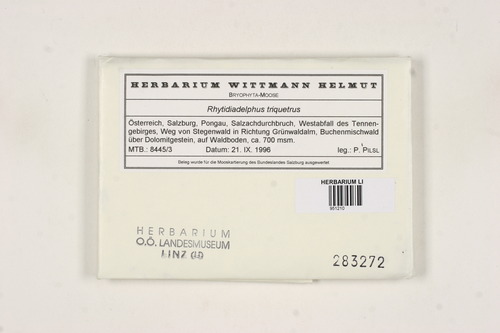 HERBARIUM WITTMANN HELMUT
BRYOPHYTA-MOOSE
Rhytidiadelphus triquetrus
Österreich, Salzburg, Pongau, Salzachdurchbruch, Westabfall des Tennen-
gebirges, Weg von Stegenwald in Richtung Grünwaldalm, Buchenmischwald
über Dolomitgestein, auf Waldboden, ca. 700 msm.
MTB.: 8445/3 Datum: 21. IX. 1996 leg.: P. PILSL
Beleg wurde für die Mooskartierung des Bundeslandes Salzburg ausgewertet
HERBARIUM LI
951210
HERBARIUM
O.Ö. LANDESMUSEUM
LINZ (LI)
283272